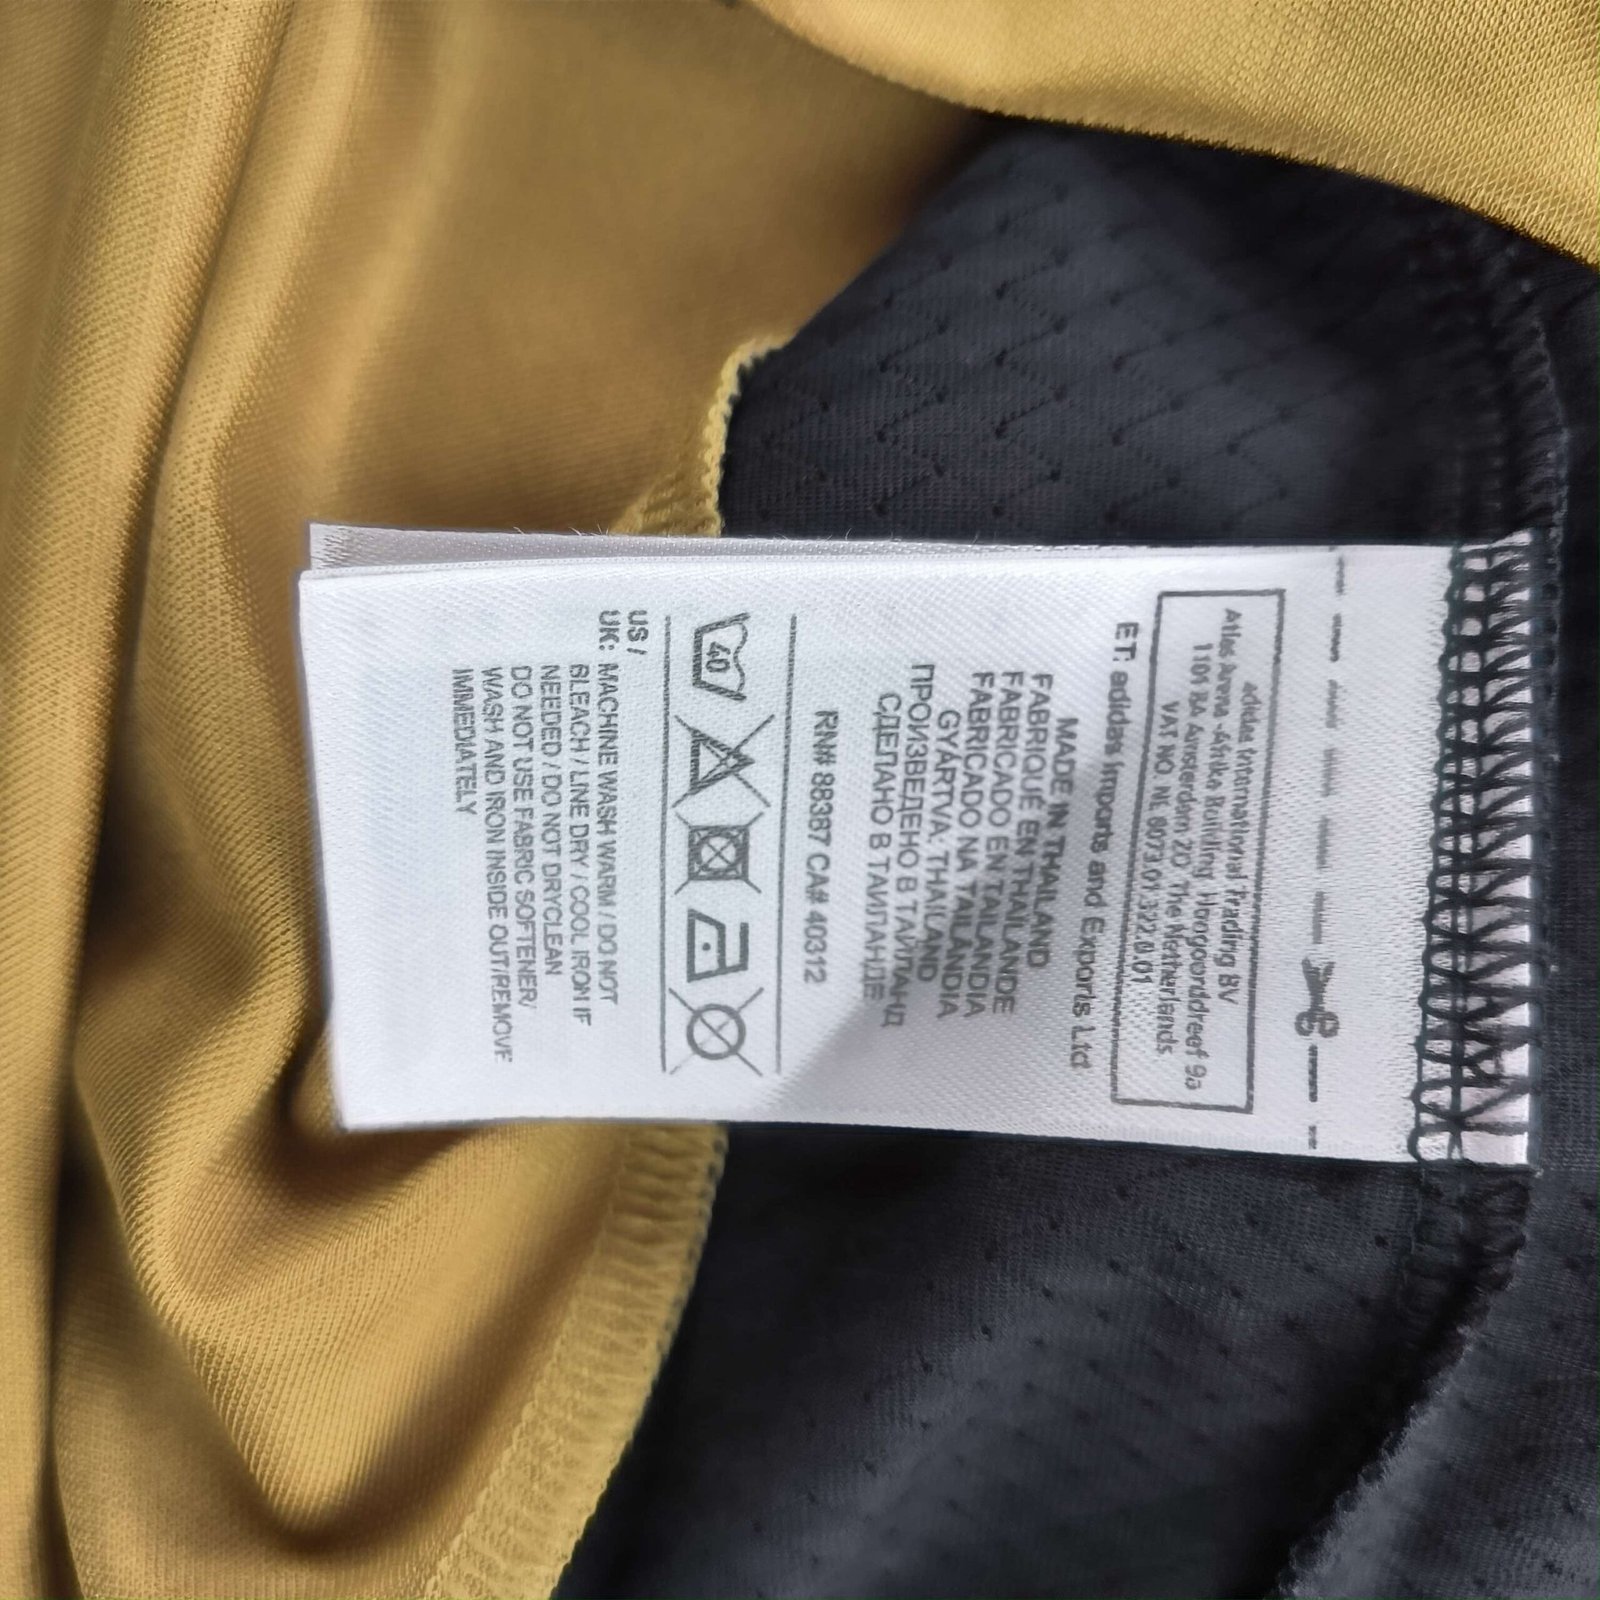 adidas International Trading BV
Atlas Arena -Afrika Building, Hoogoorddreef 9a
1101 BA Amsterdam ZO The Netherlands
VAT NO. NL 8073.01.322.B.01
ET: adidas Imports and Exports Ltd
MADE IN THAILAND
FABRIQUÉ EN THAÏLANDE
FABRICADO EN TAILANDIA
FABRICADO NA TAILÂNDIA
GYÁRTVA: THAILAND
ПРОИЗВЕДЕНО В ТАЙЛАНД
СДЕЛАНО В ТАИЛАНДЕ
RN# 88387 CA# 40312
40
US /
UK: MACHINE WASH WARM / DO NOT
BLEACH / LINE DRY / COOL IRON IF
NEEDED / DO NOT DRYCLEAN
DO NOT USE FABRIC SOFTENER/
WASH AND IRON INSIDE OUT/REMOVE
IMMEDIATELY